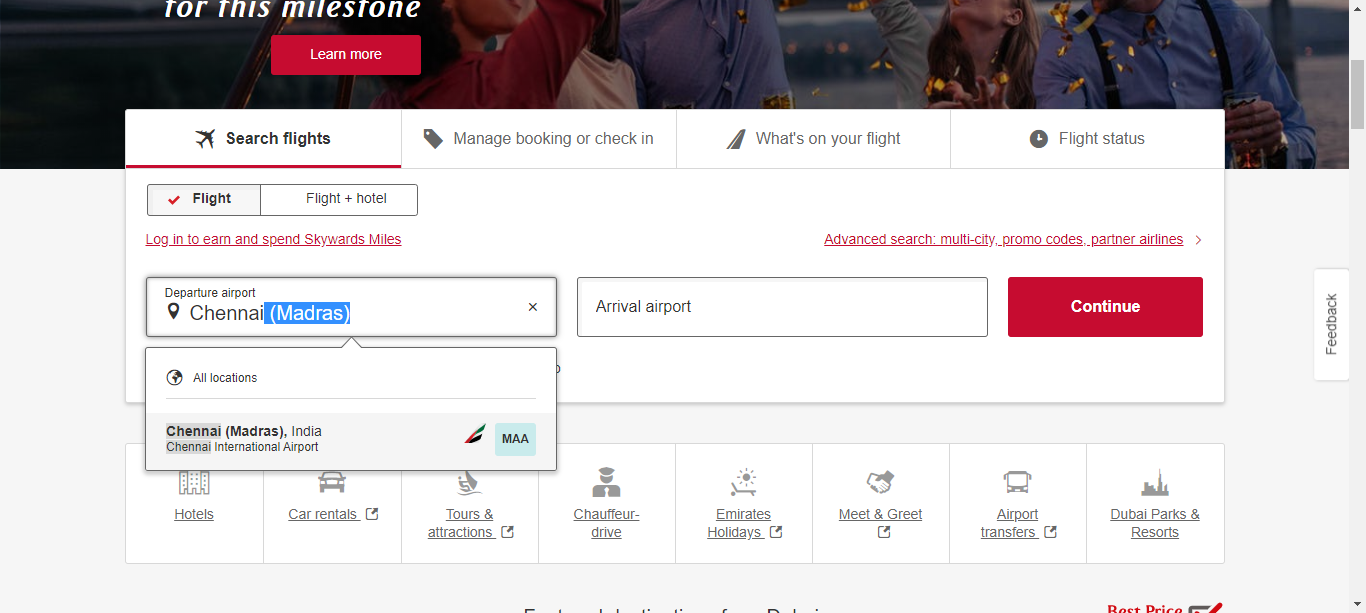 for this milestone
Learn more
Search flights
Manage booking or check in
What's on your flight
Flight status
Flight
Flight + hotel
Log in to earn and spend Skywards Miles
Advanced search: multi-city, promo codes, partner airlines
Departure airport
Chennai (Madras)
Arrival airport
Continue
Feedback
All locations
Chennai (Madras), India
Chennai International Airport
MAA
Hotels
Car rentals
Tours &
attractions
Chauffeur-
drive
Emirates
Holidays
Meet & Greet
Airport
transfers
Dubai Parks &
Resorts
Best Price